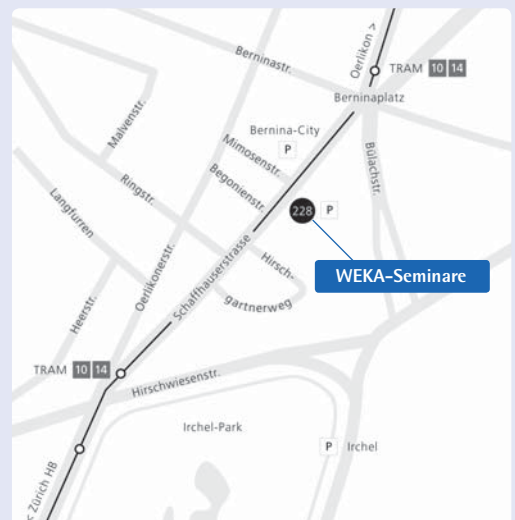 Oerlikon >
Berninastr.
TRAM 10 14
Berninaplatz
Malvenstr.
Bernina-City
P
Mimosenstr.
Bülachstr.
Ringstr.
Begonienstr.
Langfurren
228 P
Oerlikonerstr.
Schaffhauserstrasse
Hirsch-
gartnerweg
WEKA-Seminare
Heerstr.
TRAM 10 14
Hirschwiesenstr.
Irchel-Park
P Irchel
< Zürich HB